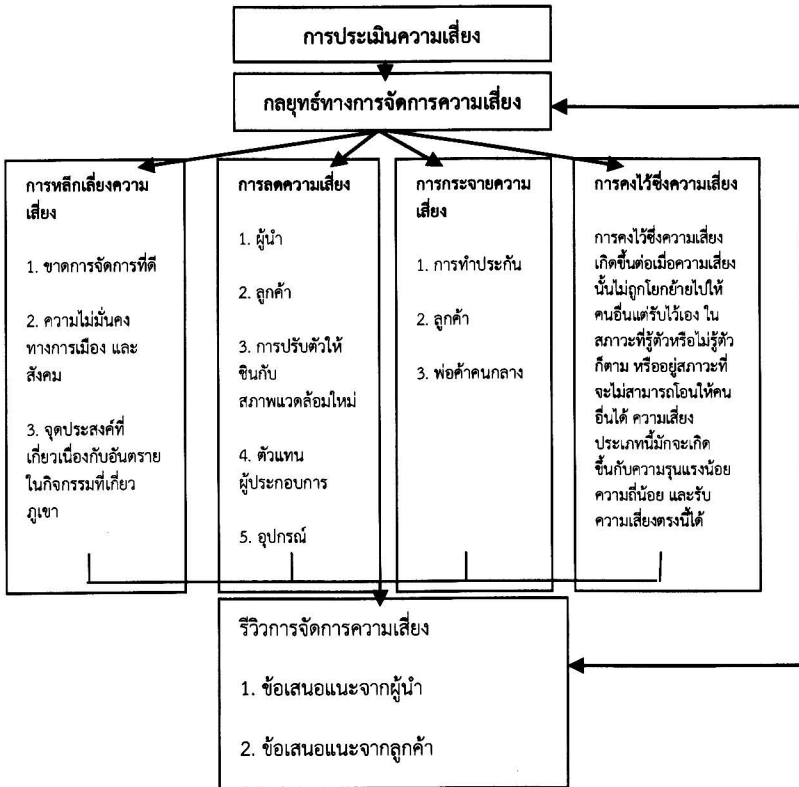 การประเมินความเสี่ยง
กลยุทธ์ทางการจัดการความเสี่ยง
การหลีกเลี่ยงความ
เสี่ยง
1. ขาดการจัดการที่ดี
2. ความไม่มั่นคง
ทางการเมือง และ
สังคม
3. จุดประสงค์ที่
เกี่ยวเนื่องกับอันตราย
ในกิจกรรมที่เกี่ยว
ภูเขา
การลดความเสี่ยง
1. ผู้นำ
2. ลูกค้า
3. การปรับตัวให้
ชินกับ
สภาพแวดล้อมใหม่
4. ตัวแทน
ผู้ประกอบการ
5. อุปกรณ์
การกระจายความ
เสี่ยง
1. การทำประกัน
2. ลูกค้า
3. พ่อค้าคนกลาง
การคงไว้ซึ่งความเสี่ยง
การคงไว้ซึ่งความเสี่ยง
เกิดขึ้นต่อเมื่อความเสี่ยง
นั้นไม่ถูกโยกย้ายไปให้
คนอื่นแต่รับไว้เอง ใน
สภาวะที่รู้ตัวหรือไม่รู้ตัว
ก็ตาม หรืออยู่สภาวะที่
จะไม่สามารถโอนให้คน
อื่นได้ ความเสี่ยง
ประเภทนี้มักจะเกิด
ขึ้นกับความรุนแรงน้อย
ความถี่น้อย และรับ
ความเสี่ยงตรงนี้ได้
รีวิวการจัดการความเสี่ยง
1. ข้อเสนอแนะจากผู้นำ
2. ข้อเสนอแนะจากลูกค้า